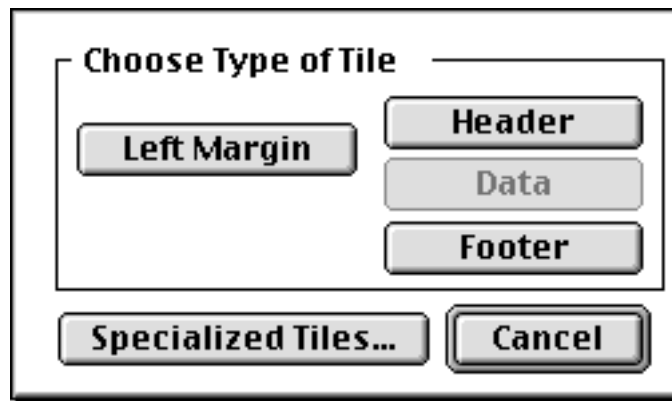 Choose Type of Tile
Left Margin
Header
Data
Footer
Specialized Tiles...
Cancel